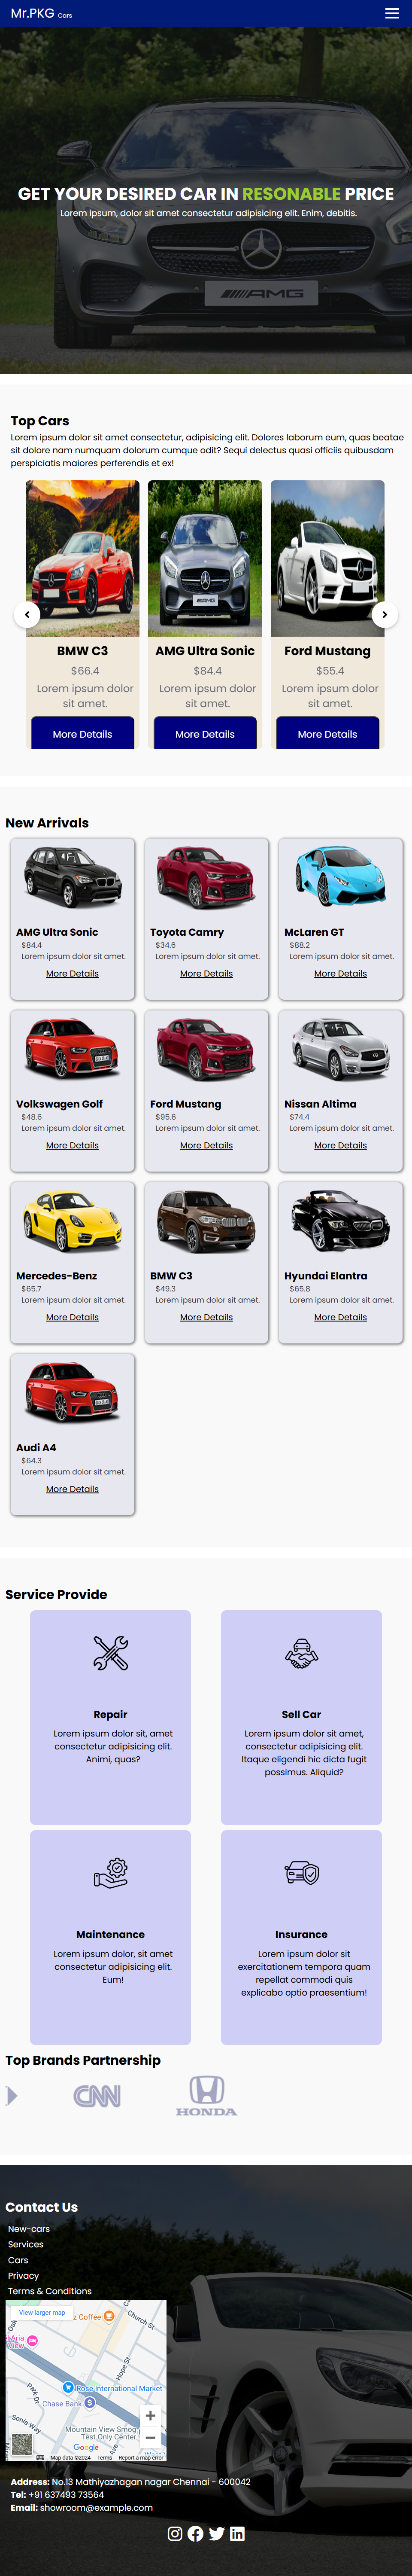 Mr.PKG Cars
GET YOUR DESIRED CAR IN RESONABLE PRICE
Lorem ipsum, dolor sit amet consectetur adipisicing elit. Enim, debitis.
AMG
Top Cars
Lorem ipsum dolor sit amet consectetur, adipisicing elit. Dolores laborum eum, quas beatae
sit dolore nam numquam dolorum cumque odit? Sequi delectus quasi officiis quibusdam
perspiciatis maiores perferendis et ex!
BMW C3
$66.4
Lorem ipsum dolor
sit amet.
More Details
AMG Ultra Sonic
$84.4
Lorem ipsum dolor
sit amet.
More Details
Ford Mustang
$55.4
Lorem ipsum dolor
sit amet.
More Details
New Arrivals
AMG Ultra Sonic
$84.4
Lorem ipsum dolor sit amet.
More Details
Toyota Camry
$34.6
Lorem ipsum dolor sit amet.
More Details
McLaren GT
$88.2
Lorem ipsum dolor sit amet.
More Details
Volkswagen Golf
$48.6
Lorem ipsum dolor sit amet.
More Details
Ford Mustang
$95.6
Lorem ipsum dolor sit amet.
More Details
Nissan Altima
$74.4
Lorem ipsum dolor sit amet.
More Details
Mercedes-Benz
$65.7
Lorem ipsum dolor sit amet.
More Details
BMW C3
$49.3
Lorem ipsum dolor sit amet.
More Details
Hyundai Elantra
$65.8
Lorem ipsum dolor sit amet.
More Details
Audi A4
$64.3
Lorem ipsum dolor sit amet.
More Details
Service Provide
Repair
Lorem ipsum dolor sit, amet
consectetur adipisicing elit.
Animi, quas?
Sell Car
Lorem ipsum dolor sit amet,
consectetur adipisicing elit.
Itaque eligendi hic dicta fugit
possimus. Aliquid?
Maintenance
Lorem ipsum dolor, sit amet
consectetur adipisicing elit.
Eum!
Insurance
Lorem ipsum dolor sit
exercitationem tempora quam
repellat commodi quis
explicabo optio praesentium!
Top Brands Partnership
CNN
HONDA
Contact Us
New-cars
Services
Cars
Privacy
Terms & Conditions
View larger map
z Coffee
Church St
Aria
View
Hope St
Rose International Market
Park Dr
Chase Bank
Sonia Way
Mountain View Smog
Test Only Center
Google
Map data ©2024 Terms Report a map error
Address: No.13 Mathiyazhagan nagar Chennai - 600042
Tel: +91 637493 73564
Email: showroom@example.com